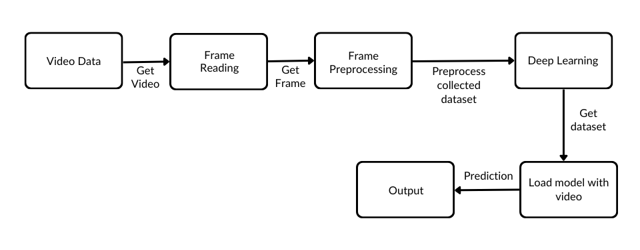 Video Data
Get
Video
Frame
Reading
Get
Frame
Frame
Preprocessing
Preprocess
collected
dataset
Deep Learning
Get
dataset
Load model with
video
Prediction
Output